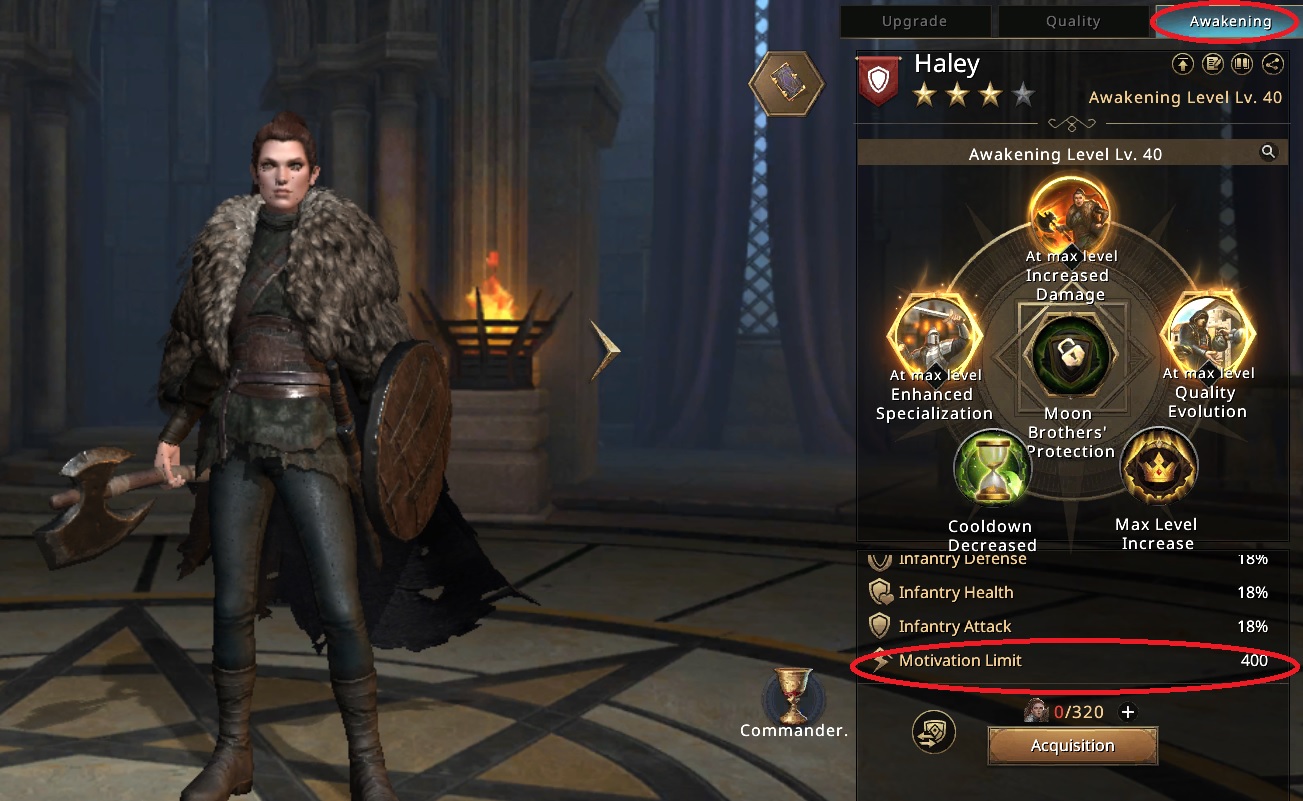 Upgrade
Quality
Awakening
Haley
Awakening Level Lv. 40
Awakening Level Lv. 40
At max level
Increased
Damage
At max level
Enhanced
Specialization
At max level
Quality
Evolution
Moon
Brothers'
Protection
Cooldown
Decreased
Max Level
Increase
Infantry Defense 18%
Infantry Health 18%
Infantry Attack 18%
Motivation Limit 400
0/320 +
Commander.
Acquisition